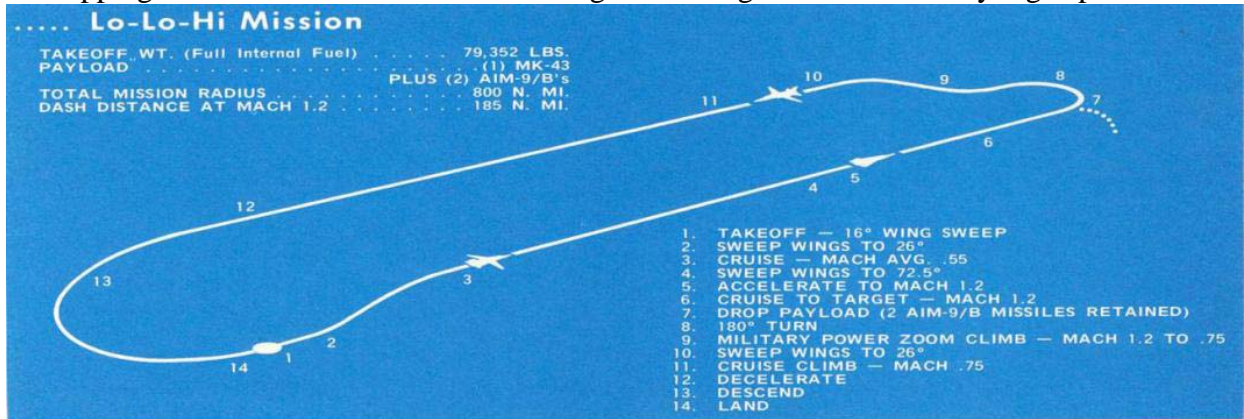 ..... Lo-Lo-Hi Mission
TAKEOFF WT. (Full Internal Fuel) . . . . . . 79,352 LBS.
PAYLOAD . . . . . . . . . . . . . . . . . . . (1) MK-43
PLUS (2) AIM-9/B's
TOTAL MISSION RADIUS . . . . . . . . . 800 N. MI.
DASH DISTANCE AT MACH 1.2 . . . . . . . . 185 N. MI.
10
9
8
7
11
6
5
4
12
3
13
2
1
14
1. TAKEOFF — 16° WING SWEEP
2. SWEEP WINGS TO 26°
3. CRUISE — MACH AVG. .55
4. SWEEP WINGS TO 72.5°
5. ACCELERATE TO MACH 1.2
6. CRUISE TO TARGET — MACH 1.2
7. DROP PAYLOAD (2 AIM-9/B MISSILES RETAINED)
8. 180° TURN
9. MILITARY POWER ZOOM CLIMB — MACH 1.2 TO .75
10. SWEEP WINGS TO 26°
11. CRUISE CLIMB — MACH .75
12. DECELERATE
13. DESCEND
14. LAND